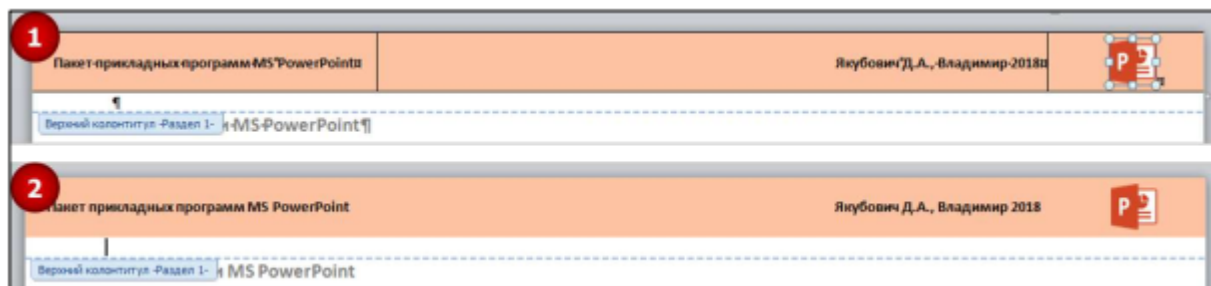 1
Пакет·прикладных·программ·MS°PowerPoint¤
Якубович°Д.А.,·Владимир·2018¤
P
¤
¶
Верхний колонтитул -Раздел 1-
и·MS·PowerPoint¶
2
Пакет прикладных программ MS PowerPoint
Якубович Д.А., Владимир 2018
P
Верхний колонтитул -Раздел 1-
и MS PowerPoint